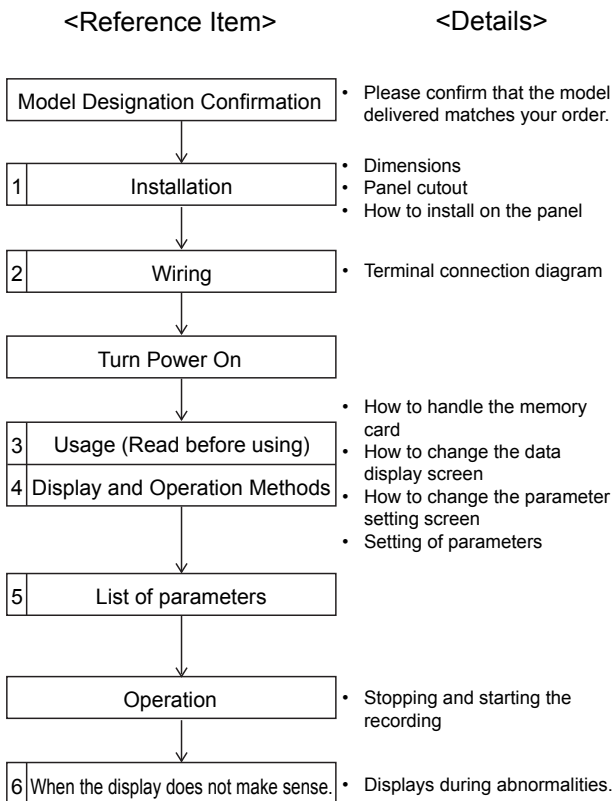 <Reference Item>
<Details>
Model Designation Confirmation
• Please confirm that the model
delivered matches your order.
1 Installation
• Dimensions
• Panel cutout
• How to install on the panel
2 Wiring
• Terminal connection diagram
Turn Power On
3 Usage (Read before using)
4 Display and Operation Methods
• How to handle the memory
card
• How to change the data
display screen
• How to change the parameter
setting screen
• Setting of parameters
5 List of parameters
Operation
• Stopping and starting the
recording
6 When the display does not make sense.
• Displays during abnormalities.